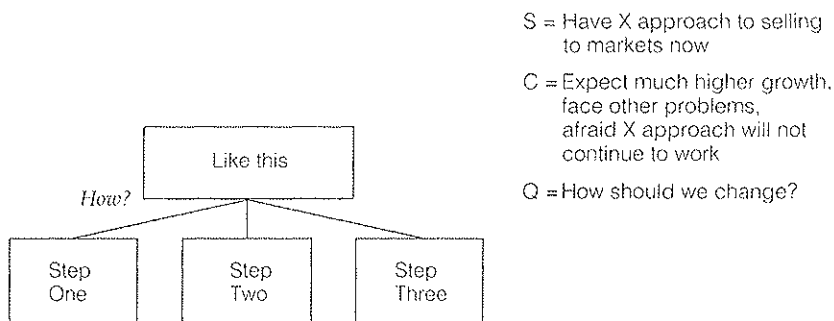 S = Have X approach to selling
to markets now
C = Expect much higher growth,
face other problems,
afraid X approach will not
continue to work
Q = How should we change?
Like this
How?
Step
One
Step
Two
Step
Three